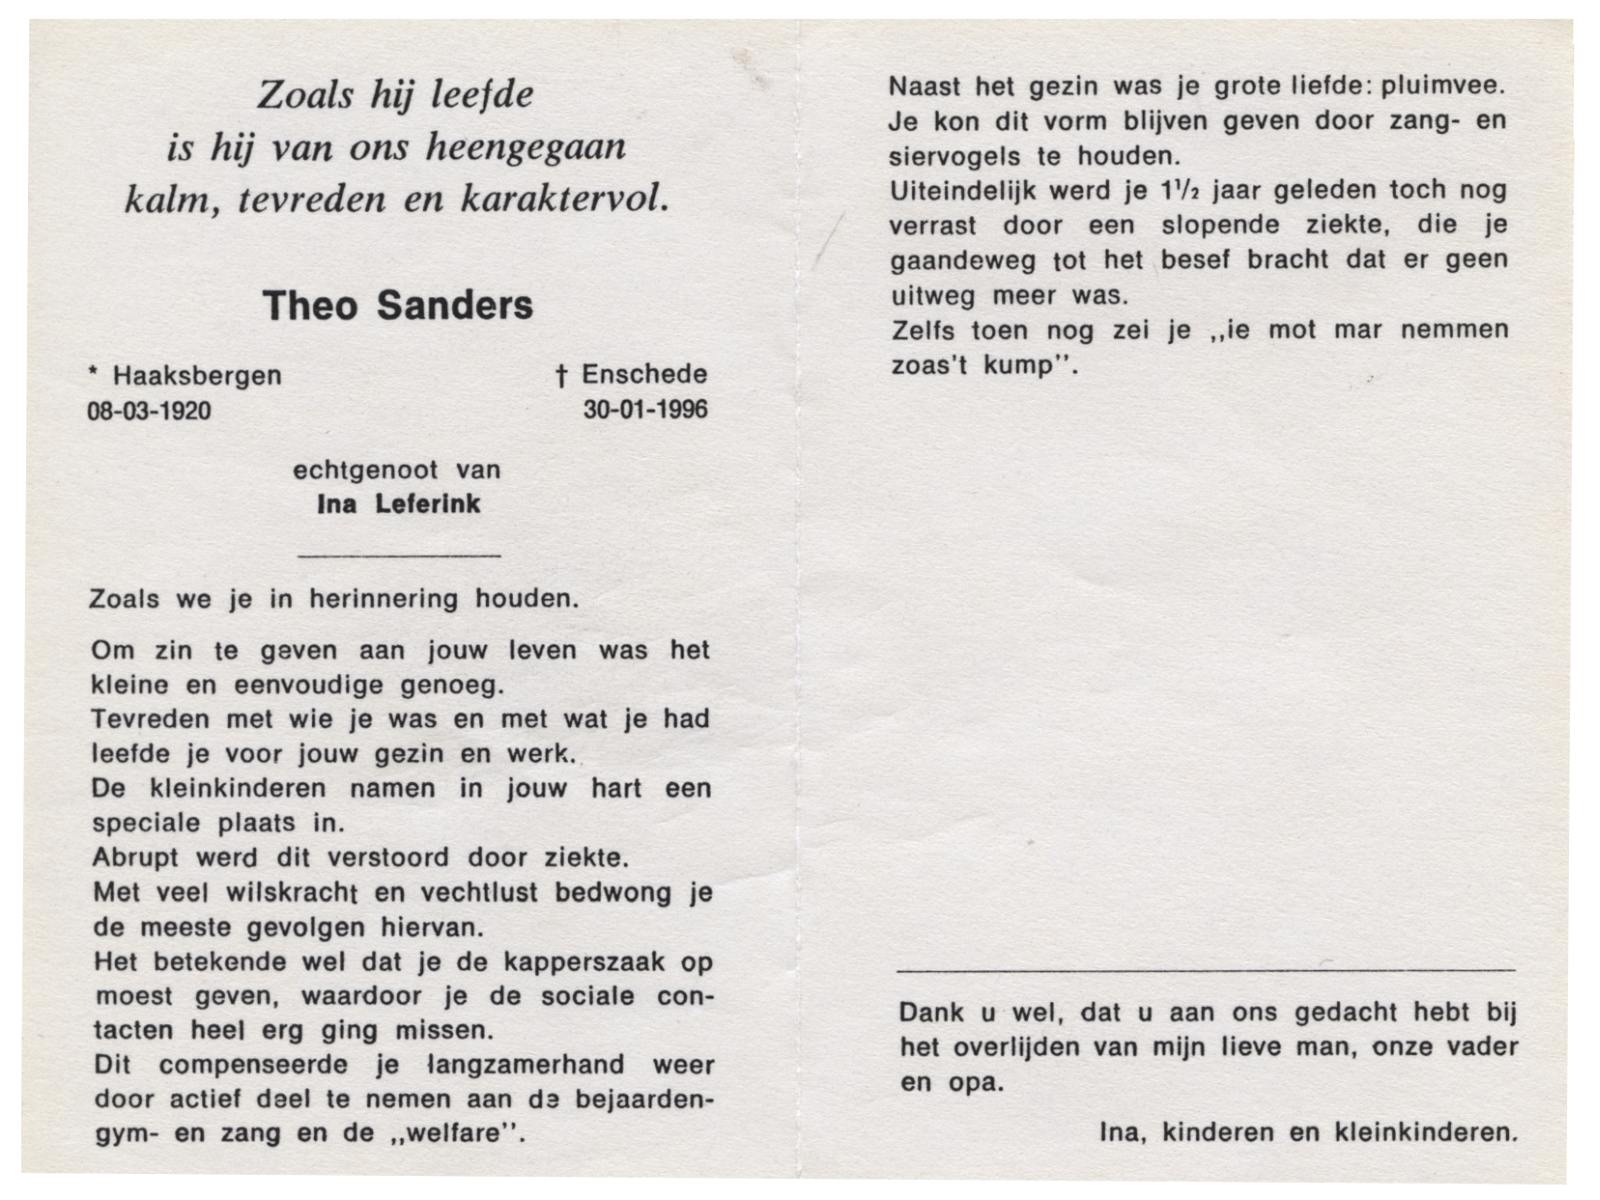 Zoals hij leefde
is hij van ons heengegaan
kalm, tevreden en karaktervol.
Theo Sanders
* Haaksbergen
08-03-1920
† Enschede
30-01-1996
echtgenoot van
Ina Leferink
Zoals we je in herinnering houden.
Om zin te geven aan jouw leven was het
kleine en eenvoudige genoeg.
Tevreden met wie je was en met wat je had
leefde je voor jouw gezin en werk.
De kleinkinderen namen in jouw hart een
speciale plaats in.
Abrupt werd dit verstoord door ziekte.
Met veel wilskracht en vechtlust bedwong je
de meeste gevolgen hiervan.
Het betekende wel dat je de kapperszaak op
moest geven, waardoor je de sociale con-
tacten heel erg ging missen.
Dit compenseerde je langzamerhand weer
door actief deel te nemen aan de bejaarden-
gym- en zang en de ,,welfare''.
Naast het gezin was je grote liefde: pluimvee.
Je kon dit vorm blijven geven door zang- en
siervogels te houden.
Uiteindelijk werd je 1½ jaar geleden toch nog
verrast door een slopende ziekte, die je
gaandeweg tot het besef bracht dat er geen
uitweg meer was.
Zelfs toen nog zei je ,,ie mot mar nemmen
zoas't kump''.
Dank u wel, dat u aan ons gedacht hebt bij
het overlijden van mijn lieve man, onze vader
en opa.
Ina, kinderen en kleinkinderen.